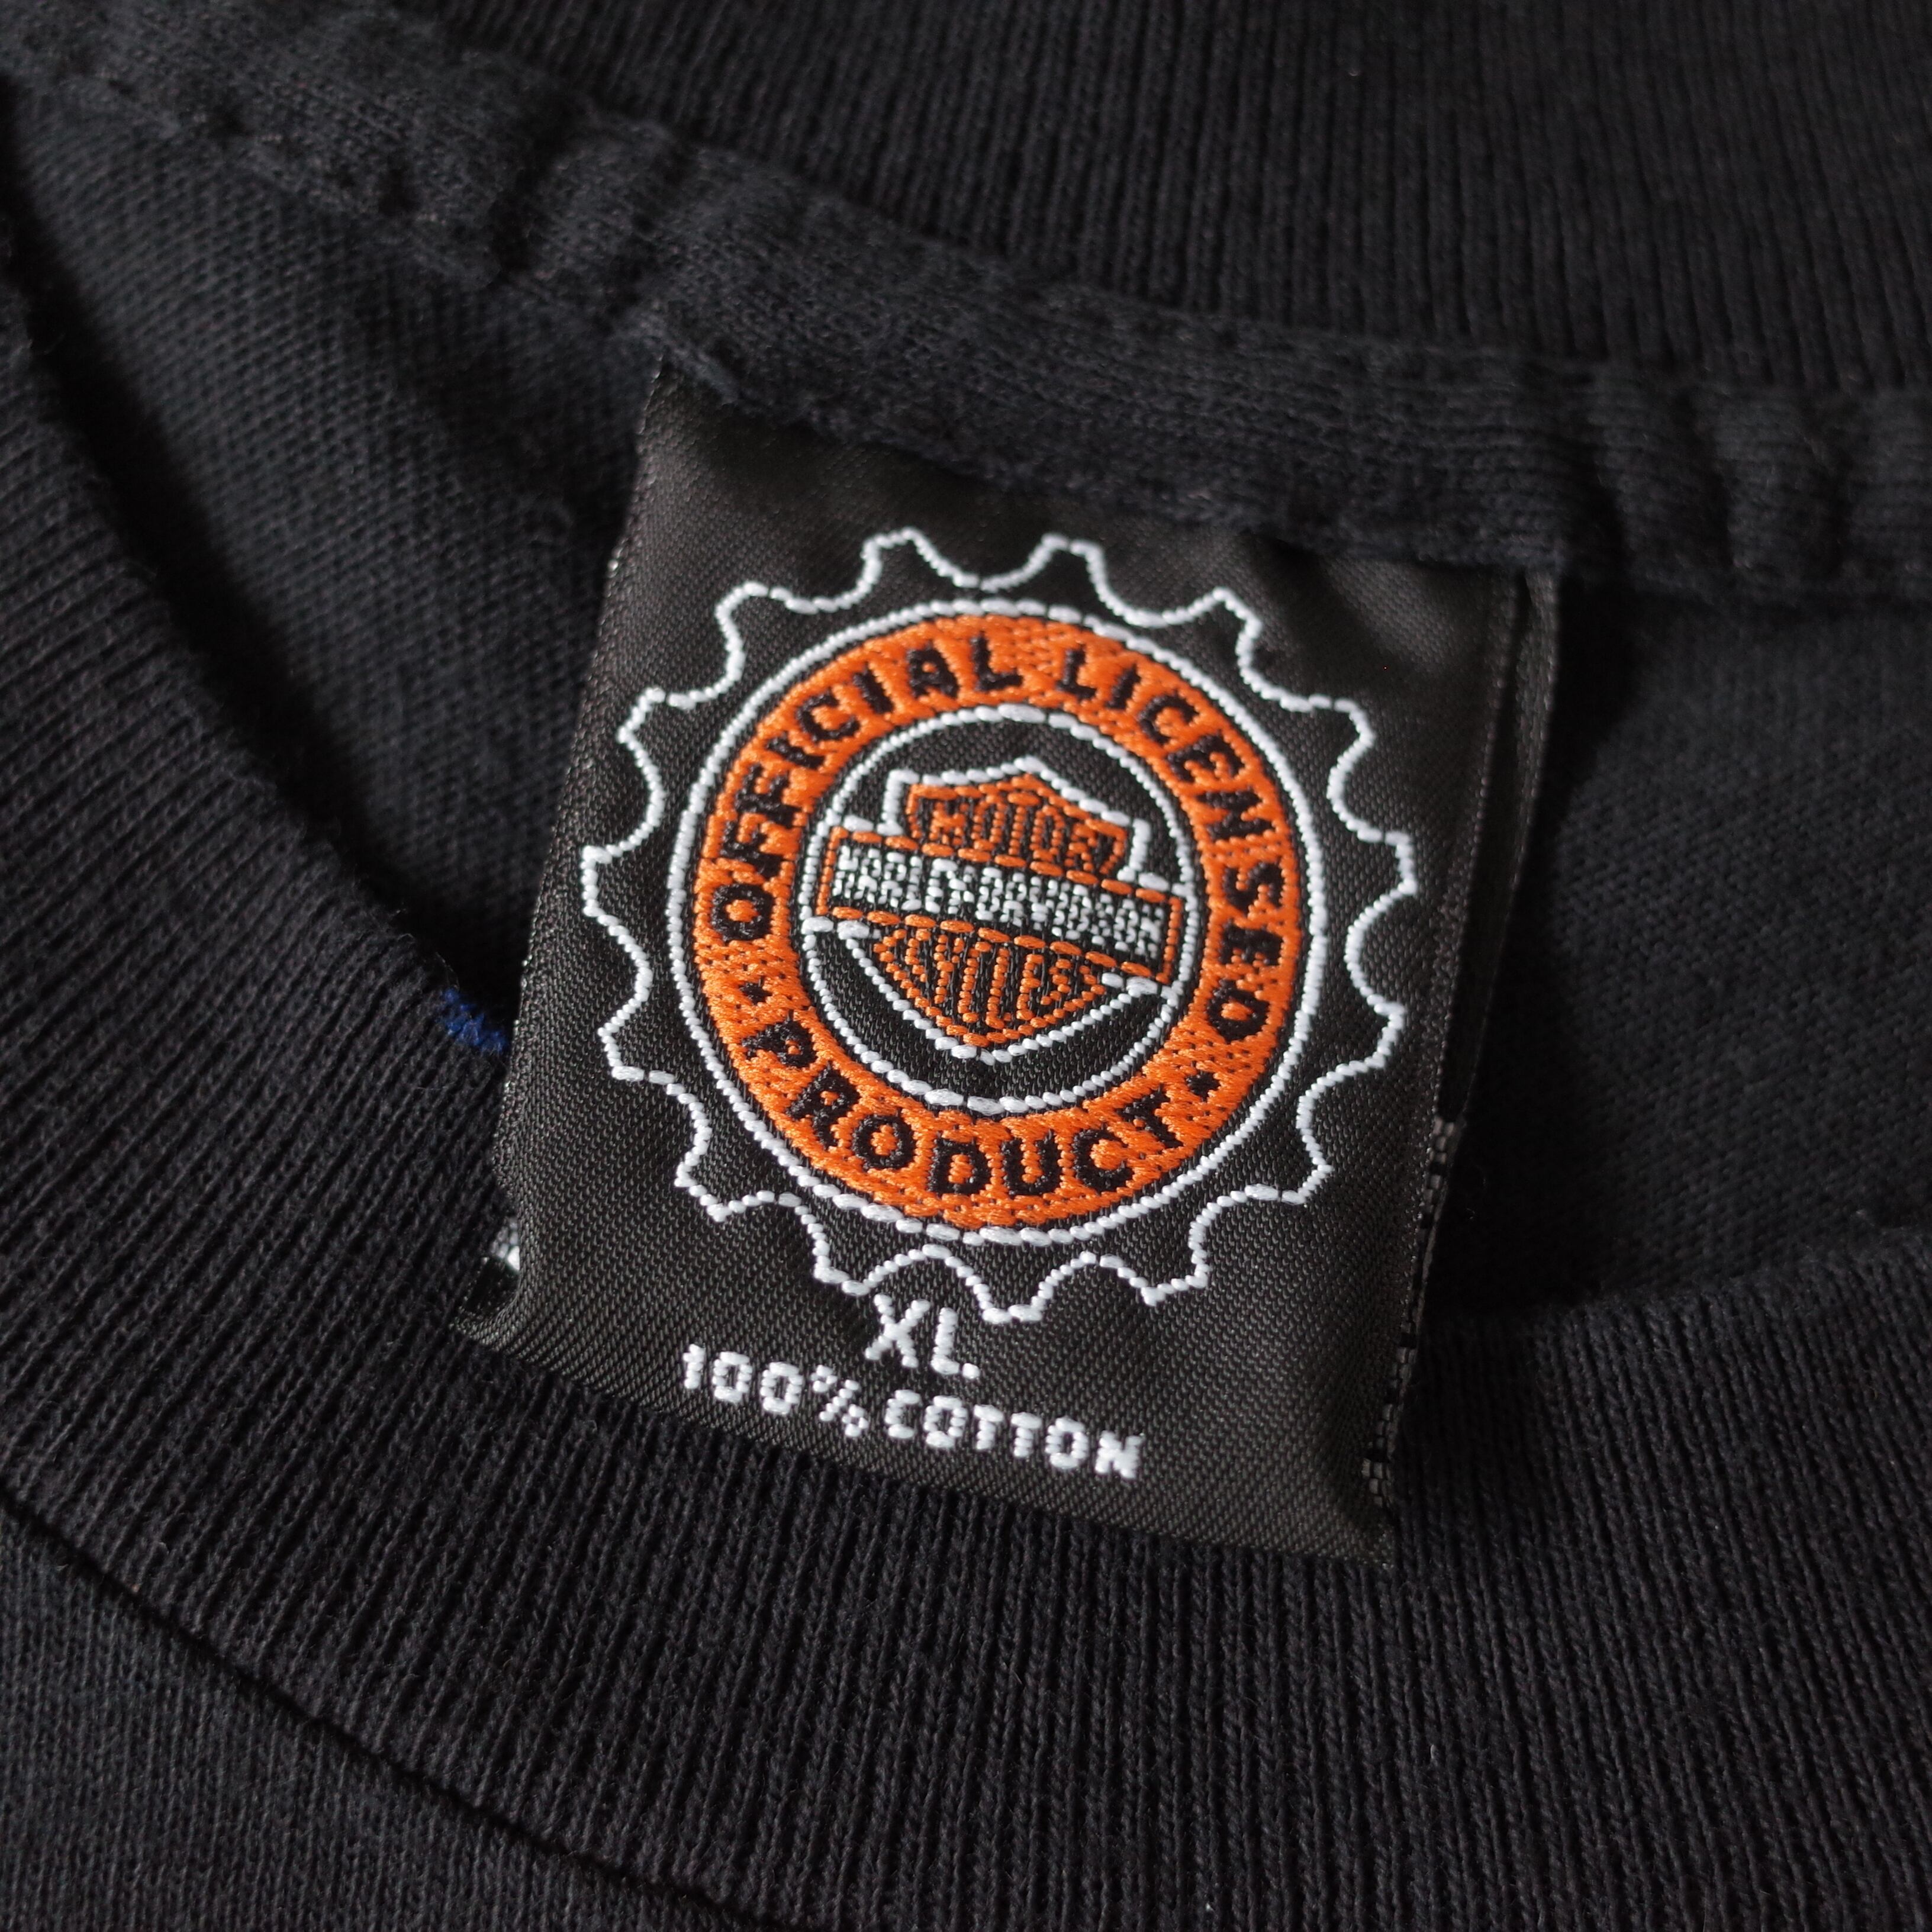 OFFICIAL LICENSED
MOTOR
HARLEY-DAVIDSON
CYCLES
• PRODUCT •
XL
100% COTTON